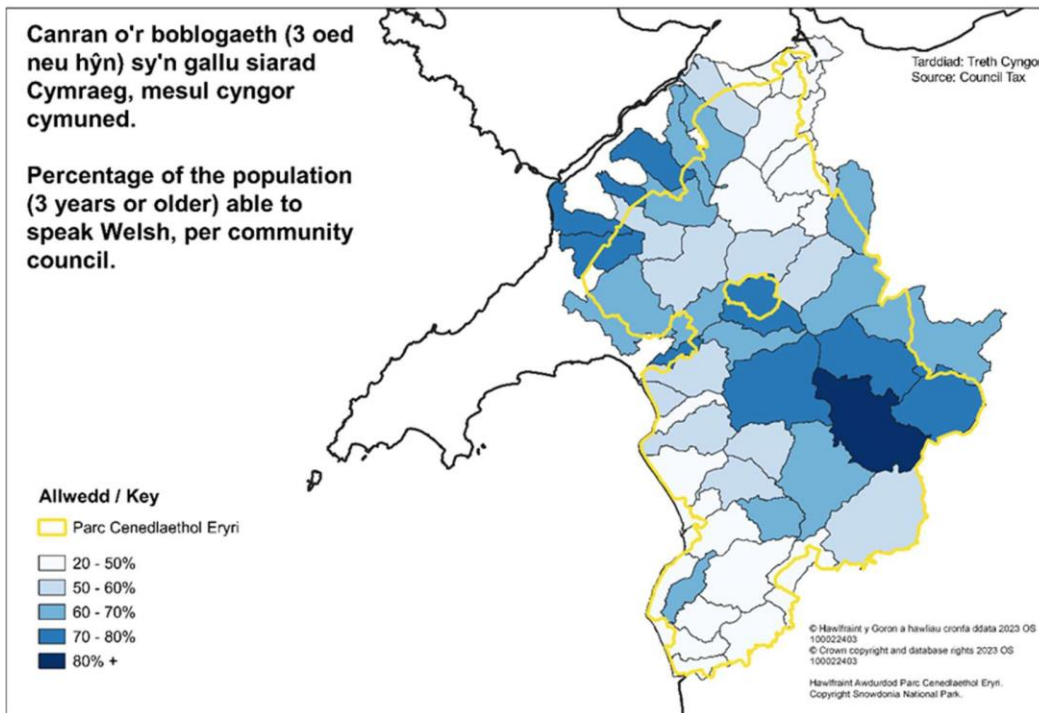 Canran o'r boblogaeth (3 oed
neu hŷn) sy'n gallu siarad
Cymraeg, mesul cyngor
cymuned.
Percentage of the population
(3 years or older) able to
speak Welsh, per community
council.
Tarddiad: Treth Cyngor
Source: Council Tax
Allwedd / Key
Parc Cenedlaethol Eryri
20 - 50%
50 - 60%
60 - 70%
70 - 80%
80% +
© Hawlfraint y Goron a hawliau cronfa ddata 2023 OS
100022403
© Crown copyright and database rights 2023 OS
100022403
Hawlfraint Awdurdod Parc Cenedlaethol Eryri.
Copyright Snowdonia National Park.